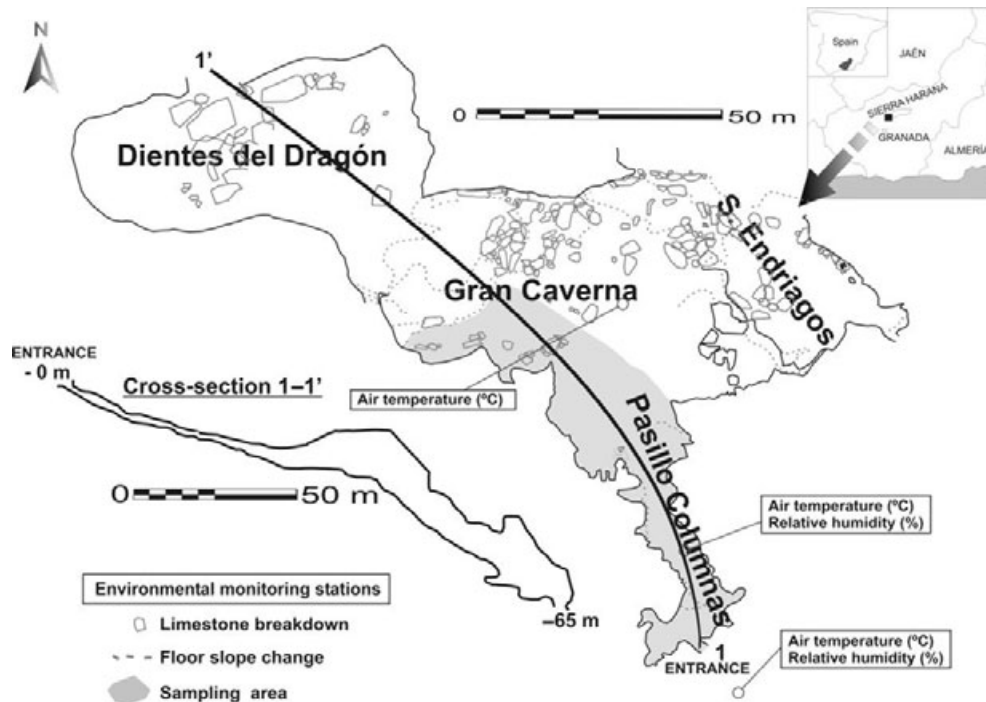 N
1'
0
50 m
Spain
JAÉN
SIERRA HARANA
GRANADA
ALMERÍA
Dientes del Dragón
S. Endriagos
Gran Caverna
ENTRANCE
- 0 m
Cross-section 1–1'
Air temperature (ºC)
Pasillo Columnas
0
50 m
Air temperature (ºC)
Relative humidity (%)
Environmental monitoring stations
Limestone breakdown
–65 m
Floor slope change
1
ENTRANCE
Air temperature (ºC)
Relative humidity (%)
Sampling area